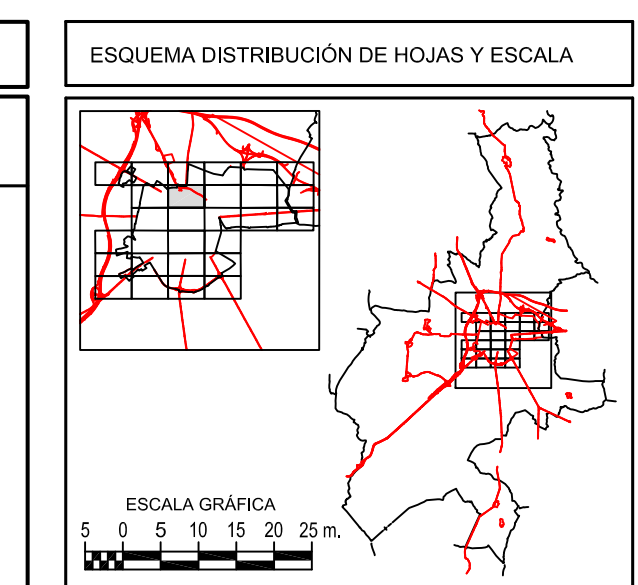 ESQUEMA DISTRIBUCIÓN DE HOJAS Y ESCALA
ESCALA GRÁFICA
5 0 5 10 15 20 25 m.